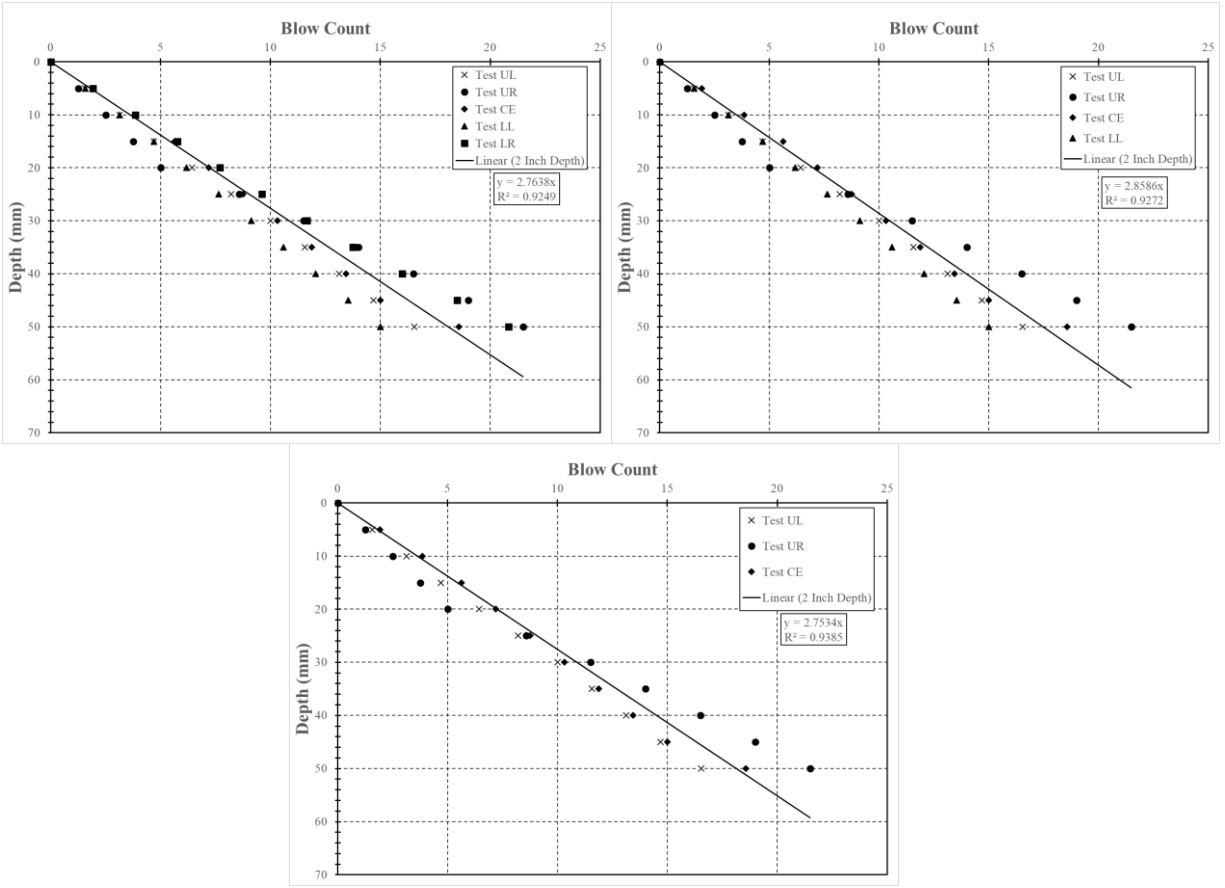 Blow Count
0 5 10 15 20 25
0
10
20
30
40
50
60
70
Depth (mm)
Test UL
Test UR
Test CE
Test LL
Test LR
Linear (2 Inch Depth)
y = 2.7638x
R² = 0.9249
Blow Count
0 5 10 15 20 25
0
10
20
30
40
50
60
70
Depth (mm)
Test UL
Test UR
Test CE
Test LL
Linear (2 Inch Depth)
y = 2.8586x
R² = 0.9272
Blow Count
0 5 10 15 20 25
0
10
20
30
40
50
60
70
Depth (mm)
Test UL
Test UR
Test CE
Linear (2 Inch Depth)
y = 2.7534x
R² = 0.9385